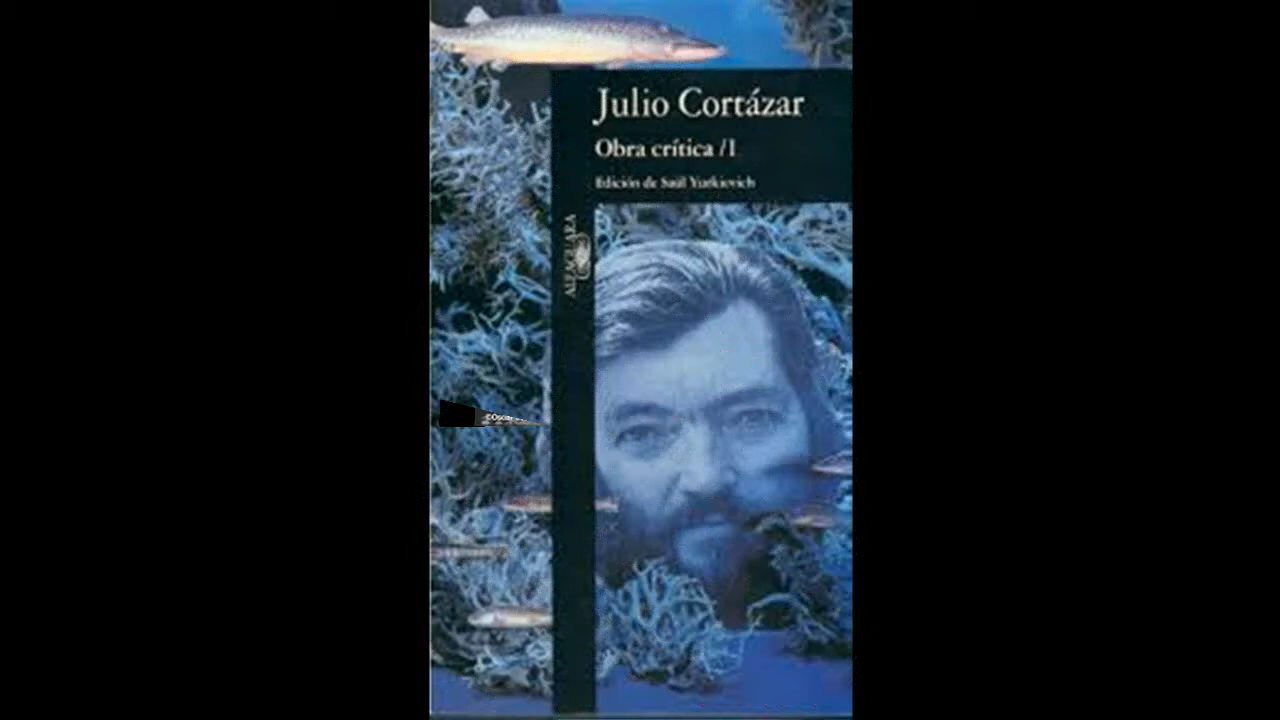 Julio Cortázar
Obra crítica /1
Edición de Saúl Yurkievich
ALFAGUARA